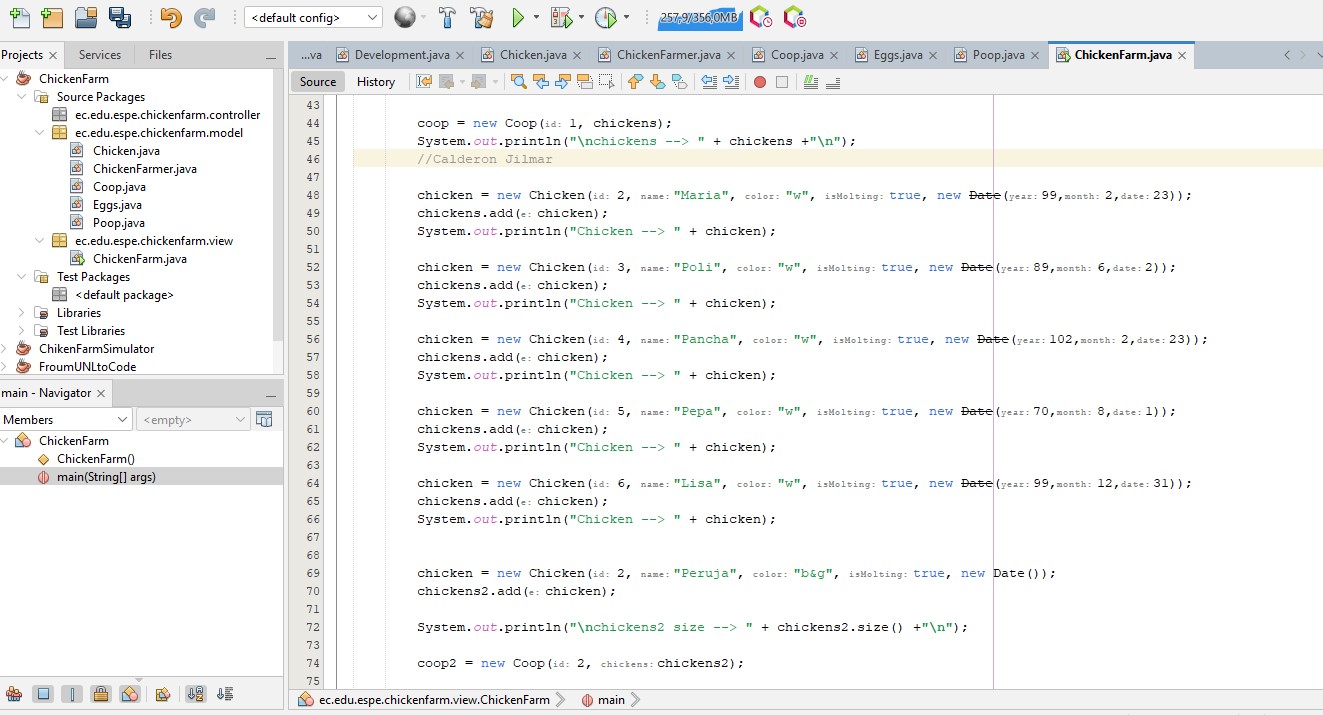 <default config>
257,9/356,0MB
Projects
Services
Files
...va
Development.java
Chicken.java
ChickenFarmer.java
Coop.java
Eggs.java
Poop.java
ChickenFarm.java
Source
History
ChickenFarm
Source Packages
ec.edu.espe.chickenfarm.controller
ec.edu.espe.chickenfarm.model
Chicken.java
ChickenFarmer.java
Coop.java
Eggs.java
Poop.java
ec.edu.espe.chickenfarm.view
ChickenFarm.java
Test Packages
<default package>
Libraries
Test Libraries
ChikenFarmSimulator
FroumUNLtoCode
main - Navigator
Members
<empty>
ChickenFarm
ChickenFarm()
main(String[] args)
43
44 coop = new Coop(id: 1, chickens);
45 System.out.println("\nchickens --> " + chickens +"\n");
46 //Calderon Jilmar
47
48 chicken = new Chicken(id: 2, name: "Maria", color: "w", isMolting: true, new Date(year: 99,month: 2,date: 23));
49 chickens.add(e: chicken);
50 System.out.println("Chicken --> " + chicken);
51
52 chicken = new Chicken(id: 3, name: "Poli", color: "w", isMolting: true, new Date(year: 89,month: 6,date: 2));
53 chickens.add(e: chicken);
54 System.out.println("Chicken --> " + chicken);
55
56 chicken = new Chicken(id: 4, name: "Pancha", color: "w", isMolting: true, new Date(year: 102,month: 2,date: 23));
57 chickens.add(e: chicken);
58 System.out.println("Chicken --> " + chicken);
59
60 chicken = new Chicken(id: 5, name: "Pepa", color: "w", isMolting: true, new Date(year: 70,month: 8,date: 1));
61 chickens.add(e: chicken);
62 System.out.println("Chicken --> " + chicken);
63
64 chicken = new Chicken(id: 6, name: "Lisa", color: "w", isMolting: true, new Date(year: 99,month: 12,date: 31));
65 chickens.add(e: chicken);
66 System.out.println("Chicken --> " + chicken);
67
68
69 chicken = new Chicken(id: 2, name: "Peruja", color: "b&g", isMolting: true, new Date());
70 chickens2.add(e: chicken);
71
72 System.out.println("\nchickens2 size --> " + chickens2.size() +"\n");
73
74 coop2 = new Coop(id: 2, chickens: chickens2);
75
ec.edu.espe.chickenfarm.view.ChickenFarm
main